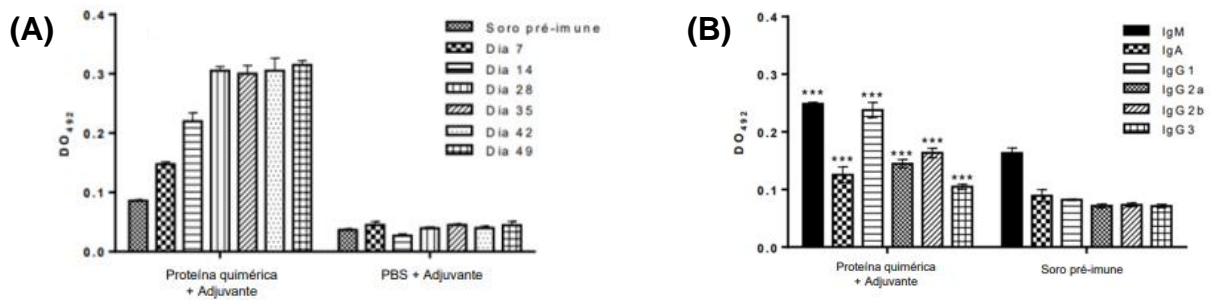 (A)
0.4
0.3
0.2
0.1
0.0
DO492
Soro pré-imune
Dia 7
Dia 14
Dia 28
Dia 35
Dia 42
Dia 49
Proteína quimérica
+ Adjuvante
PBS + Adjuvante
(B)
0.4
0.3
0.2
0.1
0.0
DO492
IgM
IgA
IgG1
IgG2a
IgG2b
IgG3
***
***
***
***
***
***
Proteína quimérica
+ Adjuvante
Soro pré-imune